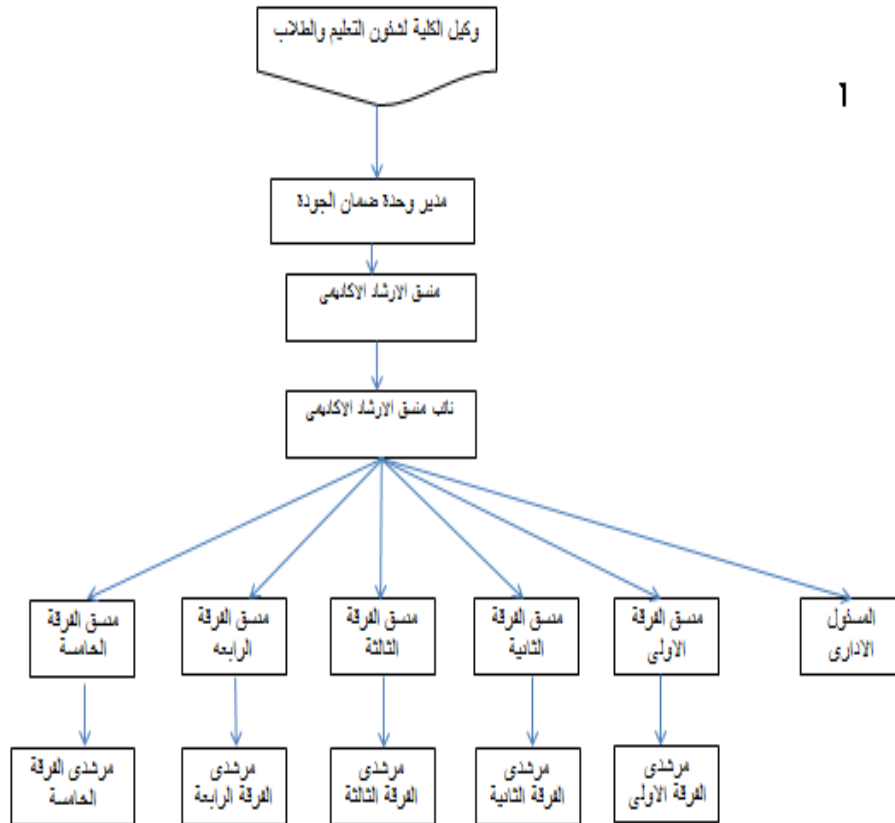 وكيل الكلية لشئون التعليم والطلاب
1
مدير وحدة ضمان الجودة
منسق الارشاد الاكاديمى
نائب منسق الارشاد الاكاديمى
المسئول
الادارى
منسق الفرقة
الاولى
منسق الفرقة
الثانية
منسق الفرقة
الثالثة
منسق الفرقة
الرابعه
منسق الفرقة
الخامسة
مرشدى
الفرقة الاولى
مرشدى
الفرقة الثانية
مرشدى
الفرقة الثالثة
مرشدى
الفرقة الرابعة
مرشدى الفرقة
الخامسة